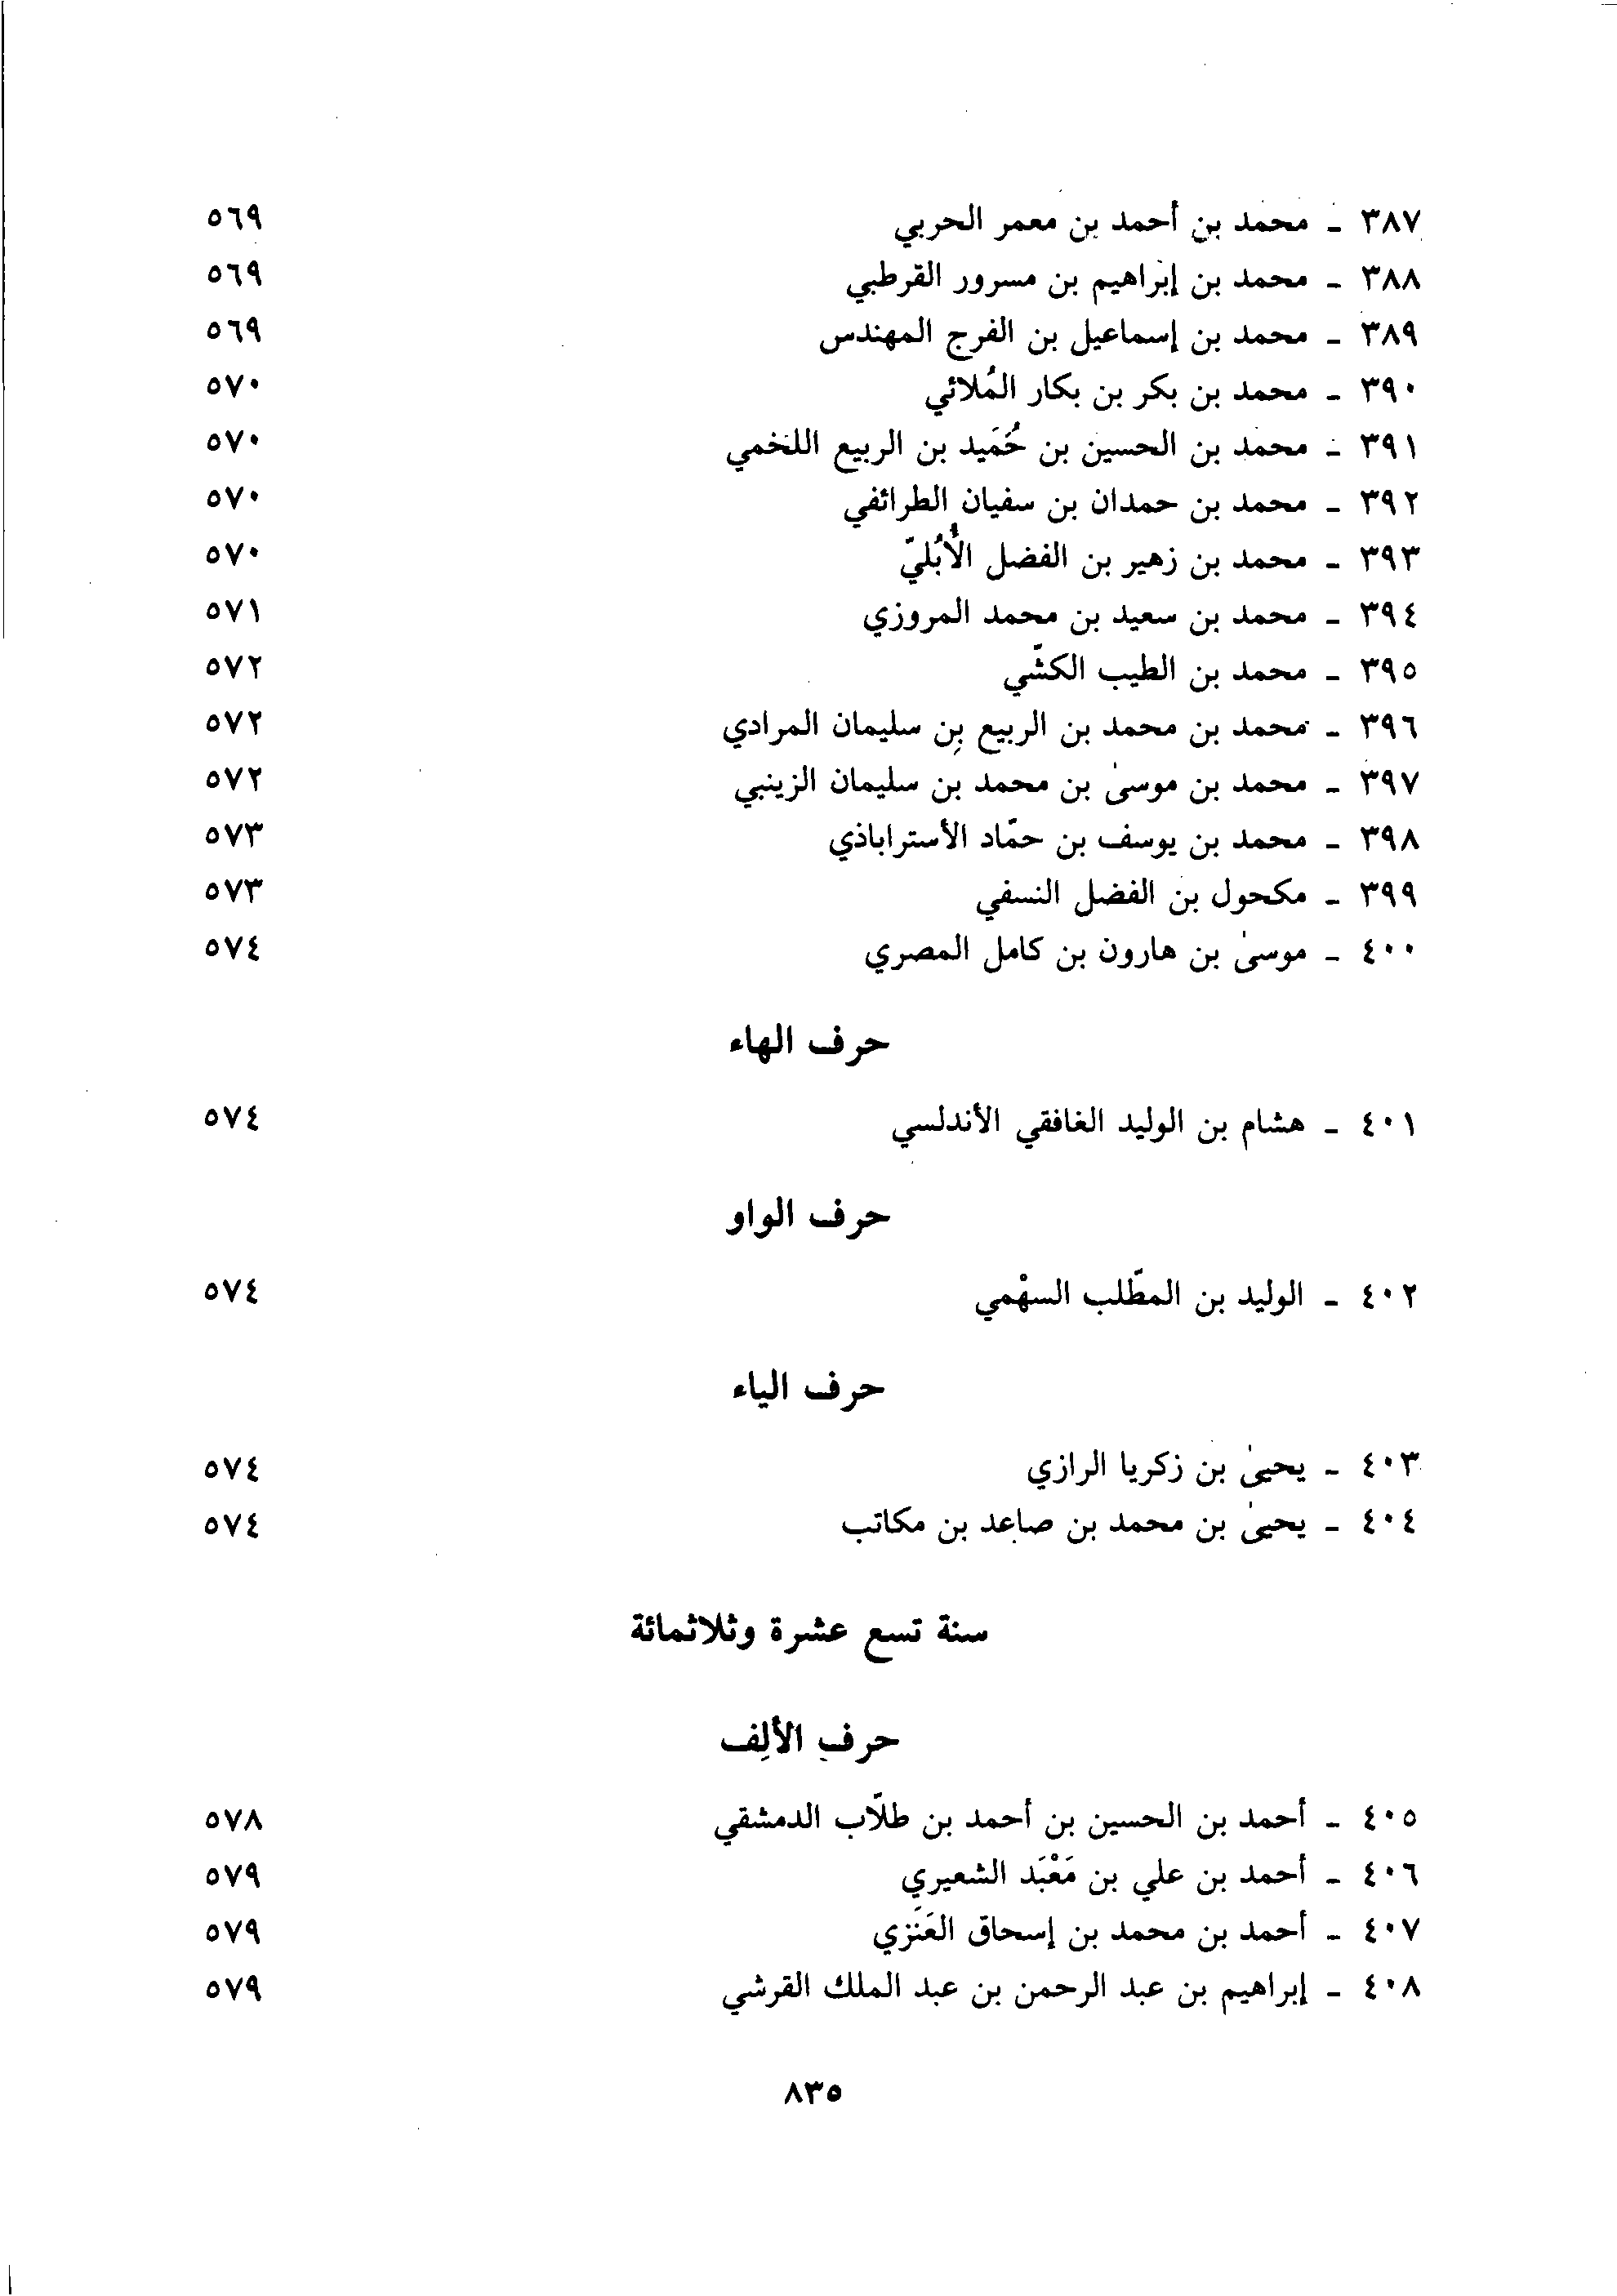 ٣٨٧ - محمد بن أحمد بن معمر الحربي ٥٦٩
٣٨٨ - محمد بن إبراهيم بن مسرور القرطبي ٥٦٩
٣٨٩ - محمد بن إسماعيل بن الفرج المهندس ٥٦٩
٣٩٠ - محمد بن بكر بن بكار المُلائي ٥٧٠
٣٩١ - محمد بن الحسين بن حُمَيد بن الربيع اللخمي ٥٧٠
٣٩٢ - محمد بن حمدان بن سفيان الطرائفي ٥٧٠
٣٩٣ - محمد بن زهير بن الفضل الأُبُليّ ٥٧٠
٣٩٤ - محمد بن سعيد بن محمد المروزي ٥٧١
٣٩٥ - محمد بن الطيب الكشّي ٥٧٢
٣٩٦ - محمد بن محمد بن الربيع بن سليمان المرادي ٥٧٢
٣٩٧ - محمد بن موسىٰ بن محمد بن سليمان الزينبي ٥٧٢
٣٩٨ - محمد بن يوسف بن حمّاد الأستراباذي ٥٧٣
٣٩٩ - مكحول بن الفضل النسفي ٥٧٣
٤٠٠ - موسىٰ بن هارون بن كامل المصري ٥٧٤
حرف الهاء
٤٠١ - هشام بن الوليد الغافقي الأندلسي ٥٧٤
حرف الواو
٤٠٢ - الوليد بن المطّلب السهْمي ٥٧٤
حرف الياء
٤٠٣ - يحيىٰ بن زكريا الرازي ٥٧٤
٤٠٤ - يحيىٰ بن محمد بن صاعد بن مكاتب ٥٧٤
سنة تسع عشرة وثلاثمائة
حرف الألِف
٤٠٥ - أحمد بن الحسين بن أحمد بن طلّاب الدمشقي ٥٧٨
٤٠٦ - أحمد بن علي بن مَعْبَد الشعيري ٥٧٩
٤٠٧ - أحمد بن محمد بن إسحاق العَنَزي ٥٧٩
٤٠٨ - إبراهيم بن عبد الرحمن بن عبد الملك القرشي ٥٧٩
٨٣٥